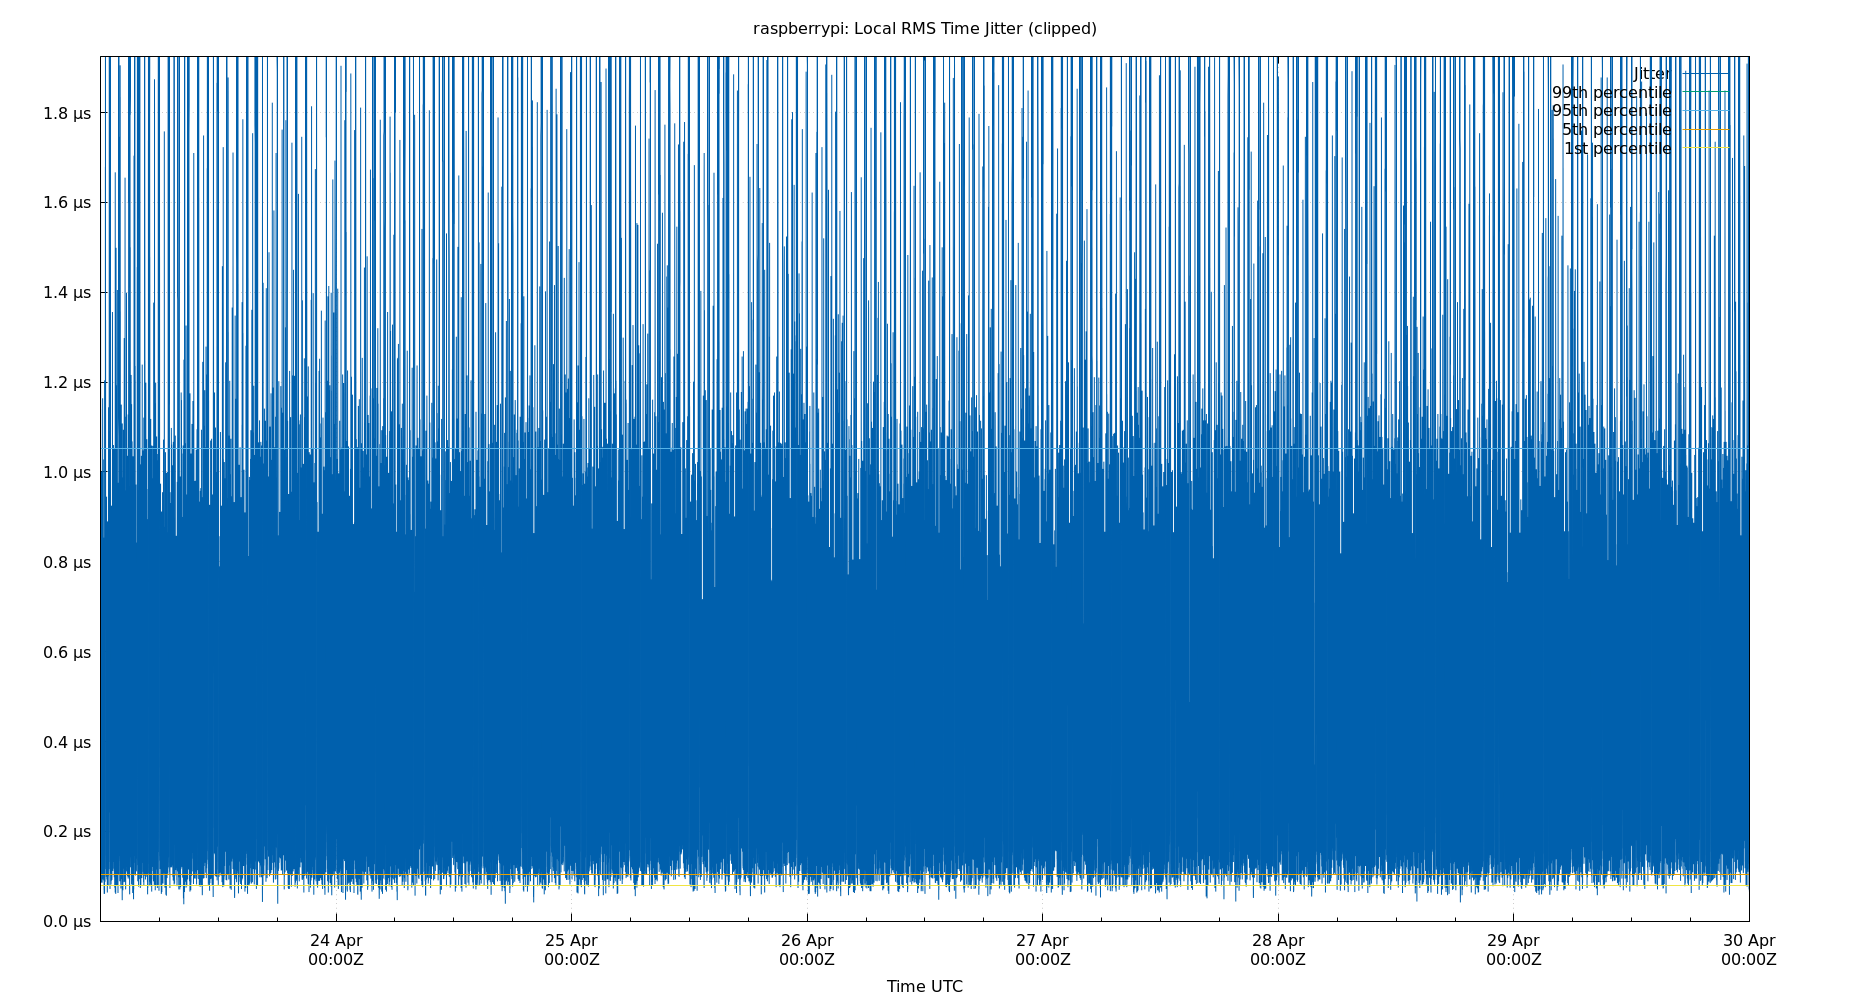 raspberrypi: Local RMS Time Jitter (clipped)
Jitter
99th percentile
95th percentile
5th percentile
1st percentile
1.8 µs
1.6 µs
1.4 µs
1.2 µs
1.0 µs
0.8 µs
0.6 µs
0.4 µs
0.2 µs
0.0 µs
24 Apr 25 Apr 26 Apr 27 Apr 28 Apr 29 Apr 30 Apr
00:00Z 00:00Z 00:00Z 00:00Z 00:00Z 00:00Z 00:00Z
Time UTC